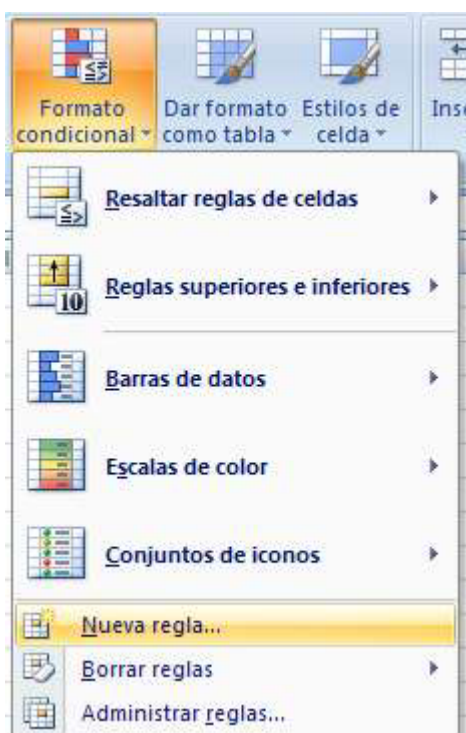 Formato condicional
Dar formato como tabla
Estilos de celda
Inse
Resaltar reglas de celdas
10
Reglas superiores e inferiores
Barras de datos
Escalas de color
Conjuntos de iconos
Nueva regla...
Borrar reglas
Administrar reglas...